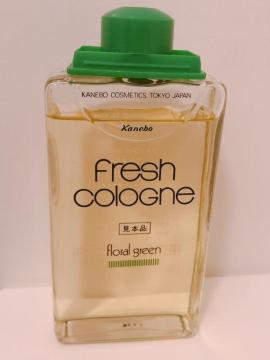 KANEBO COSMETICS, TOKYO JAPAN
Kanebo
fresh
cologne
見本品
floral green